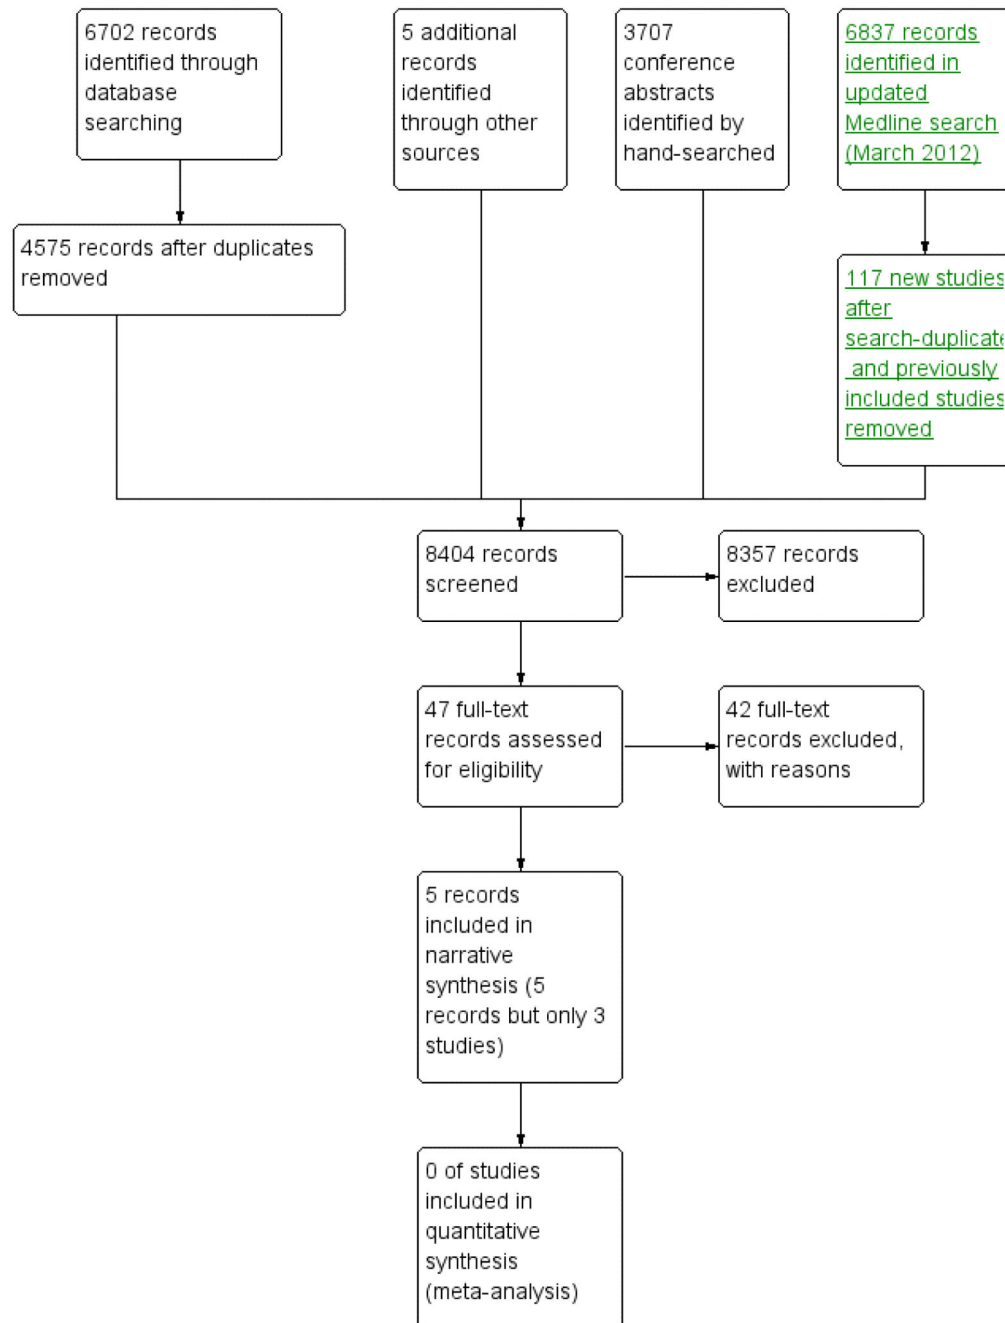 6702 records
identified through
database
searching
5 additional
records
identified
through other
sources
3707
conference
abstracts
identified by
hand-searched
6837 records
identified in
updated
Medline search
(March 2012)
4575 records after duplicates
removed
117 new studies
after
search-duplicate
and previously
included studies
removed
8404 records
screened
8357 records
excluded
47 full-text
records assessed
for eligibility
42 full-text
records excluded,
with reasons
5 records
included in
narrative
synthesis (5
records but only 3
studies)
0 of studies
included in
quantitative
synthesis
(meta-analysis)